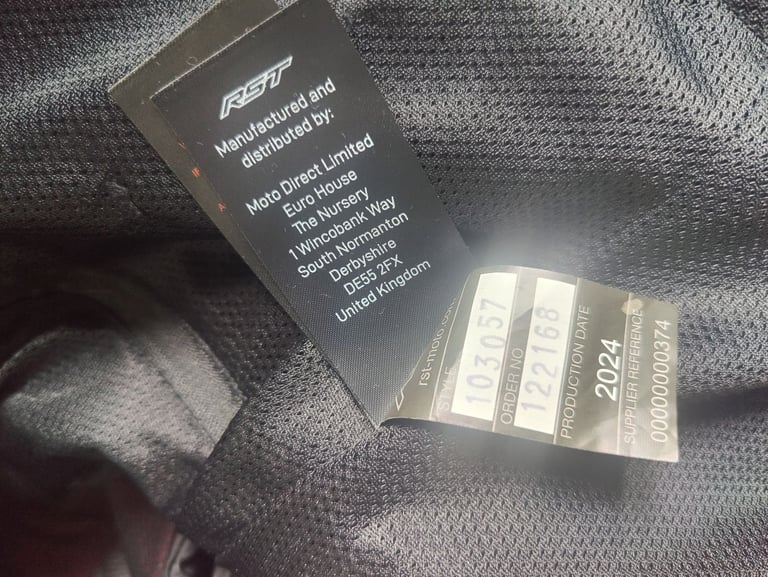 RST
Manufactured and
distributed by:
Moto Direct Limited
Euro House
The Nursery
1 Wincobank Way
South Normanton
Derbyshire
DE55 2FX
United Kingdom
STYLE
103057
ORDER NO
122168
PRODUCTION DATE
2024
SUPPLIER REFERENCE
00000000374